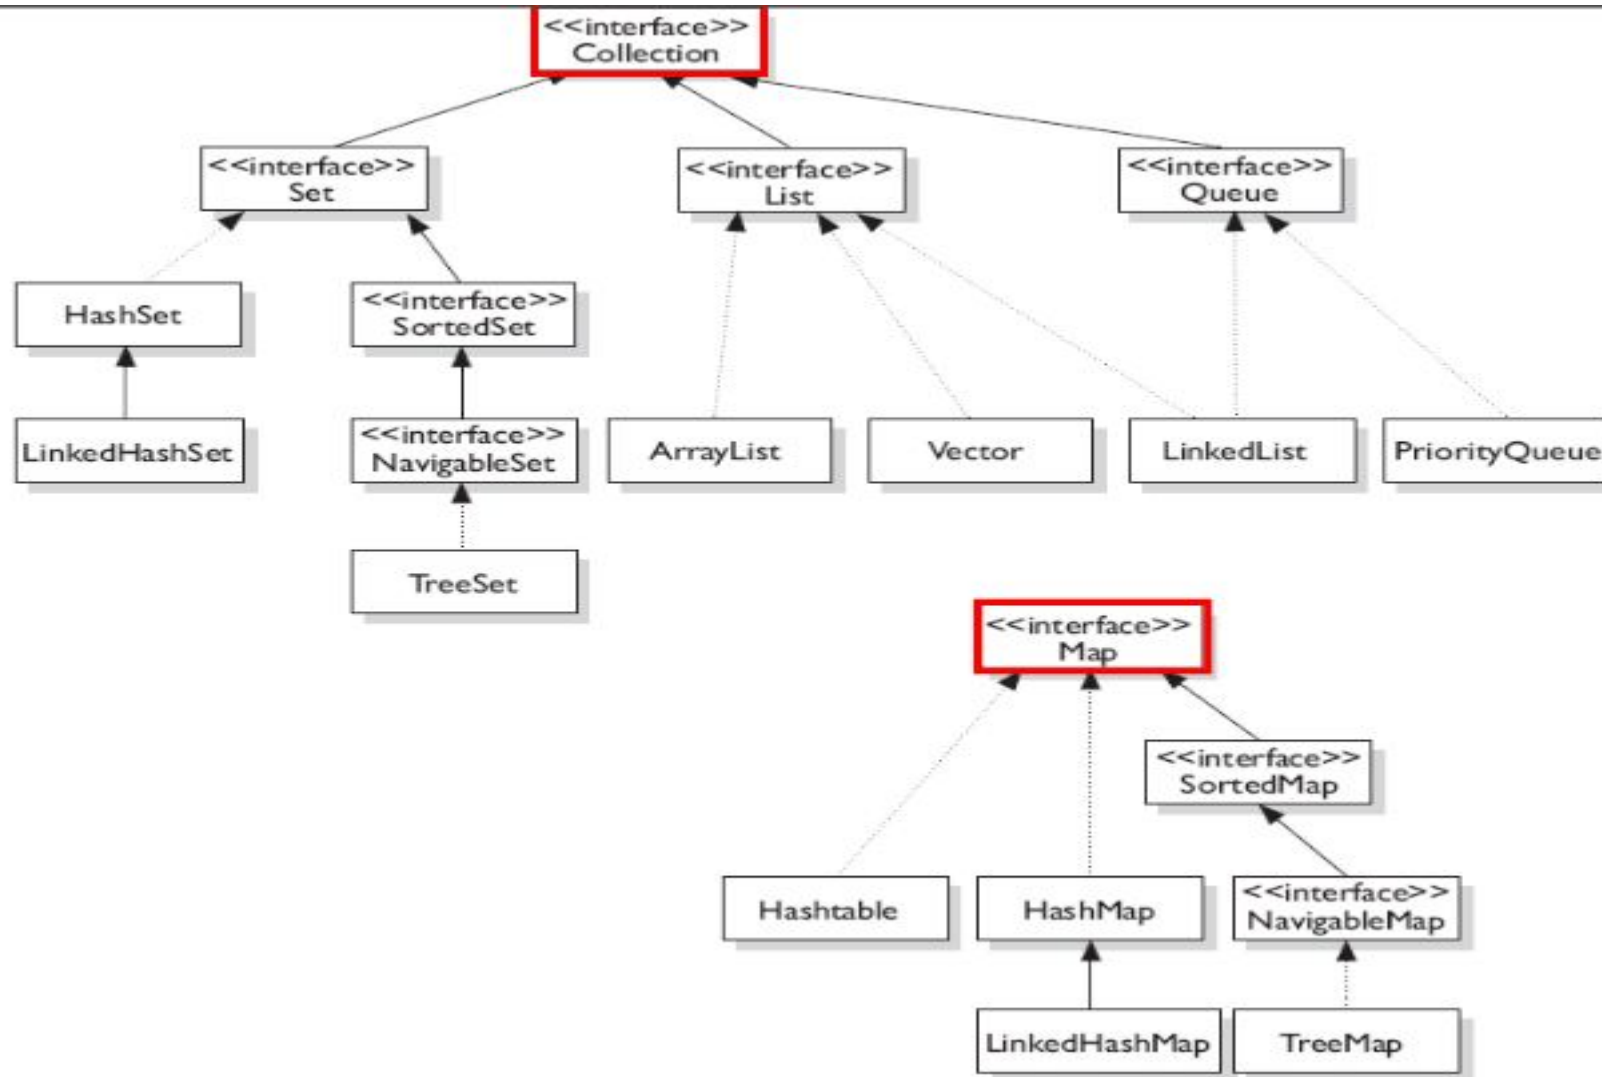 <<interface>>
Collection
<<interface>>
Set
<<interface>>
List
<<interface>>
Queue
HashSet
<<interface>>
SortedSet
LinkedHashSet
<<interface>>
NavigableSet
ArrayList
Vector
LinkedList
PriorityQueue
TreeSet
<<interface>>
Map
<<interface>>
SortedMap
Hashtable
HashMap
<<interface>>
NavigableMap
LinkedHashMap
TreeMap